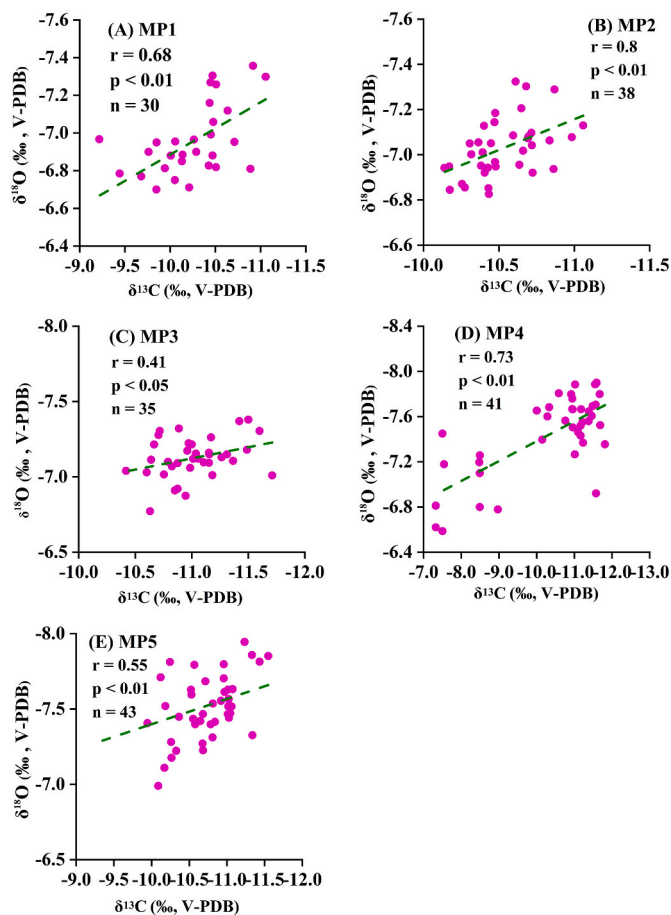 (A) MP1
r = 0.68
p < 0.01
n = 30
-7.6
-7.3
-7.0
-6.7
-6.4
δ¹⁸O (‰, V-PDB)
-9.0 -9.5 -10.0 -10.5 -11.0 -11.5
δ¹³C (‰, V-PDB)
(B) MP2
r = 0.8
p < 0.01
n = 38
-7.6
-7.4
-7.2
-7.0
-6.8
-6.6
δ¹⁸O (‰ , V-PDB)
-10.0 -10.5 -11.0 -11.5
δ¹³C (‰, V-PDB)
(C) MP3
r = 0.41
p < 0.05
n = 35
-8.0
-7.5
-7.0
-6.5
δ¹⁸O (‰ , V-PDB)
-10.0 -10.5 -11.0 -11.5 -12.0
δ¹³C (‰, V-PDB)
(D) MP4
r = 0.73
p < 0.01
n = 41
-8.4
-8.0
-7.6
-7.2
-6.8
-6.4
δ¹⁸O (‰ , V-PDB)
-7.0 -8.0 -9.0 -10.0 -11.0 -12.0 -13.0
δ¹³C (‰, V-PDB)
(E) MP5
r = 0.55
p < 0.01
n = 43
-8.0
-7.5
-7.0
-6.5
δ¹⁸O (‰ , V-PDB)
-9.0 -9.5 -10.0 -10.5 -11.0 -11.5 -12.0
δ¹³C (‰, V-PDB)